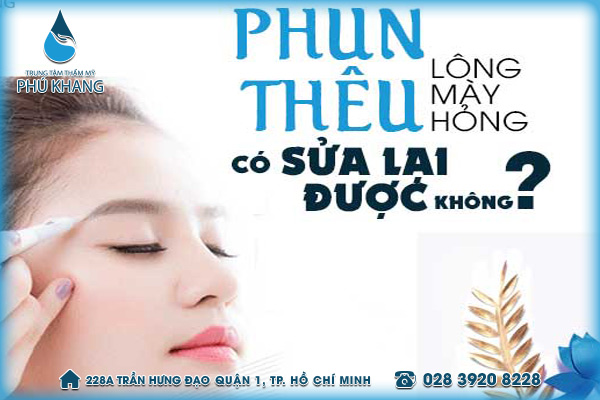 TRUNG TÂM THẨM MỸ
PHÚ KHANG
PHUN
THÊU
LÔNG
MÀY
HỎNG
CÓ SỬA LẠI
ĐƯỢC KHÔNG?
228A TRẦN HƯNG ĐẠO QUẬN 1, TP. HỒ CHÍ MINH
028 3920 8228